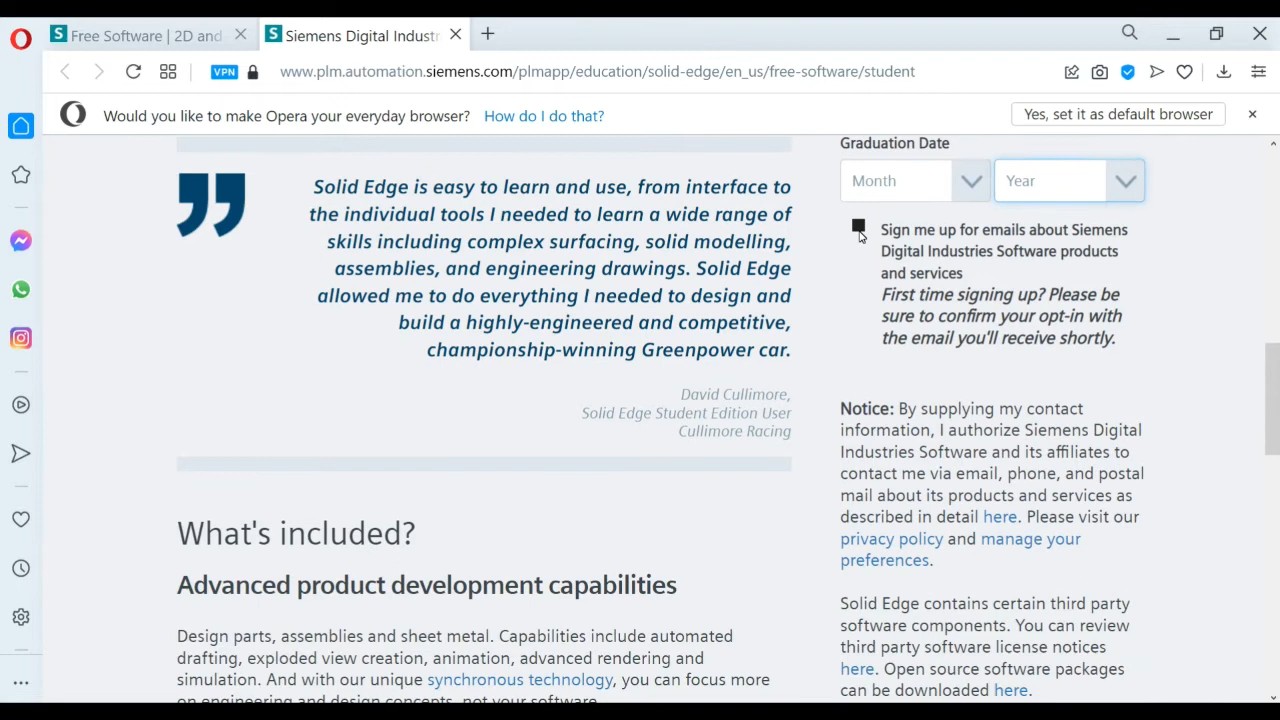 Free Software | 2D and
Siemens Digital Industr
VPN
www.plm.automation.siemens.com/plmapp/education/solid-edge/en_us/free-software/student
Would you like to make Opera your everyday browser? How do I do that?
Yes, set it as default browser
Solid Edge is easy to learn and use, from interface to
the individual tools I needed to learn a wide range of
skills including complex surfacing, solid modelling,
assemblies, and engineering drawings. Solid Edge
allowed me to do everything I needed to design and
build a highly-engineered and competitive,
championship-winning Greenpower car.
David Cullimore,
Solid Edge Student Edition User
Cullimore Racing
What's included?
Advanced product development capabilities
Design parts, assemblies and sheet metal. Capabilities include automated
drafting, exploded view creation, animation, advanced rendering and
simulation. And with our unique synchronous technology, you can focus more
on engineering and design concepts, not your software.
Graduation Date
Month
Year
Sign me up for emails about Siemens
Digital Industries Software products
and services
First time signing up? Please be
sure to confirm your opt-in with
the email you'll receive shortly.
Notice: By supplying my contact
information, I authorize Siemens Digital
Industries Software and its affiliates to
contact me via email, phone, and postal
mail about its products and services as
described in detail here. Please visit our
privacy policy and manage your
preferences.
Solid Edge contains certain third party
software components. You can review
third party software license notices
here. Open source software packages
can be downloaded here.